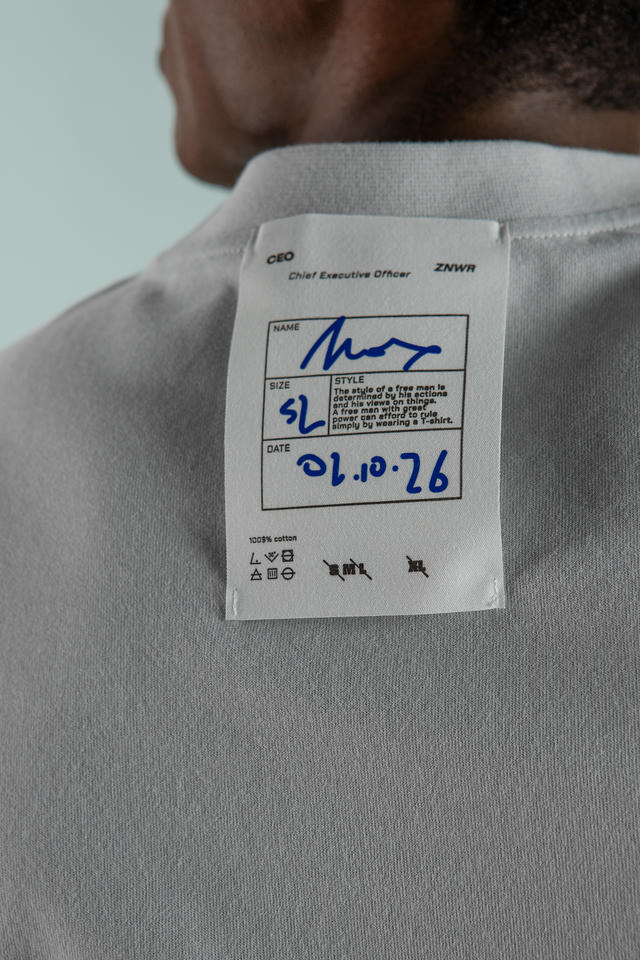 CEO
Chief Executive Officer ZNWR
NAME
SIZE
STYLE
The style of a free man is
determined by his actions
and his views on things.
A free man with great
power can afford to rule
simply by wearing a T-shirt.
DATE
100% cotton
S M L XL